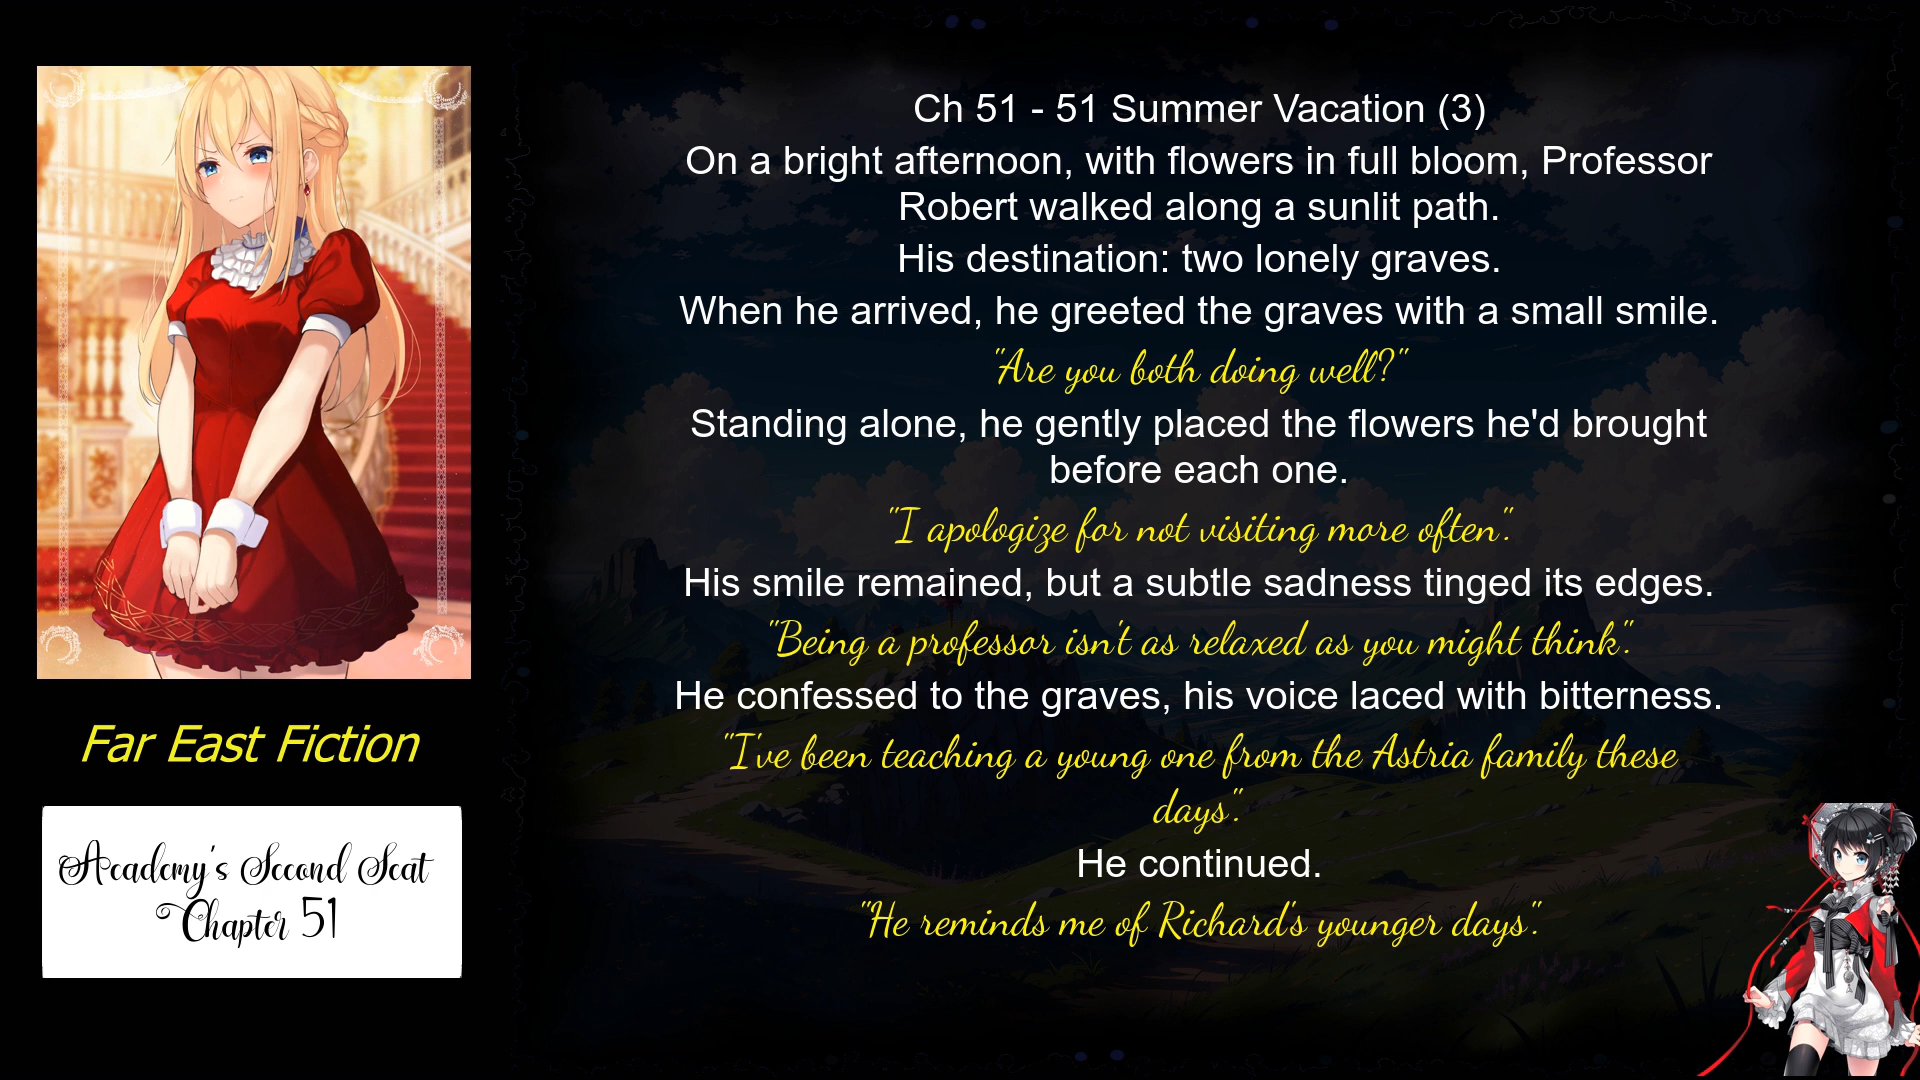 Ch 51 - 51 Summer Vacation (3)
On a bright afternoon, with flowers in full bloom, Professor
Robert walked along a sunlit path.
His destination: two lonely graves.
When he arrived, he greeted the graves with a small smile.
"Are you both doing well?"
Standing alone, he gently placed the flowers he'd brought
before each one.
"I apologize for not visiting more often."
His smile remained, but a subtle sadness tinged its edges.
"Being a professor isn't as relaxed as you might think."
He confessed to the graves, his voice laced with bitterness.
"I've been teaching a young one from the Astria family these
days."
He continued.
"He reminds me of Richard's younger days."
Far East Fiction
Academy's Second Seat
Chapter 51